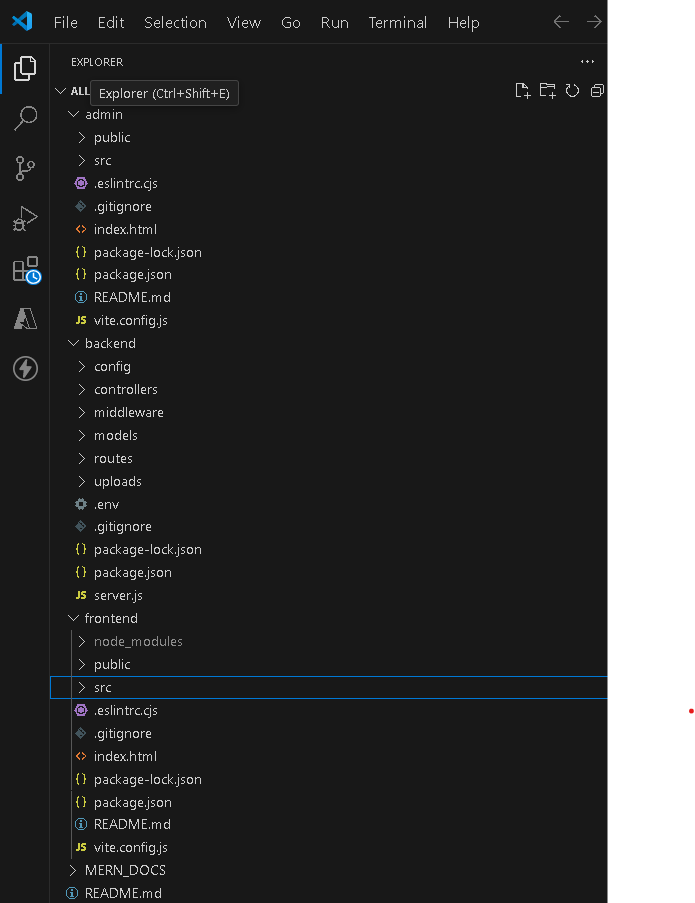 File Edit Selection View Go Run Terminal Help
EXPLORER
ALL
Explorer (Ctrl+Shift+E)
admin
public
src
.eslintrc.cjs
.gitignore
index.html
{} package-lock.json
{} package.json
README.md
JS vite.config.js
backend
config
controllers
middleware
models
routes
uploads
.env
.gitignore
{} package-lock.json
{} package.json
JS server.js
frontend
node_modules
public
src
.eslintrc.cjs
.gitignore
index.html
{} package-lock.json
{} package.json
README.md
JS vite.config.js
MERN_DOCS
README.md